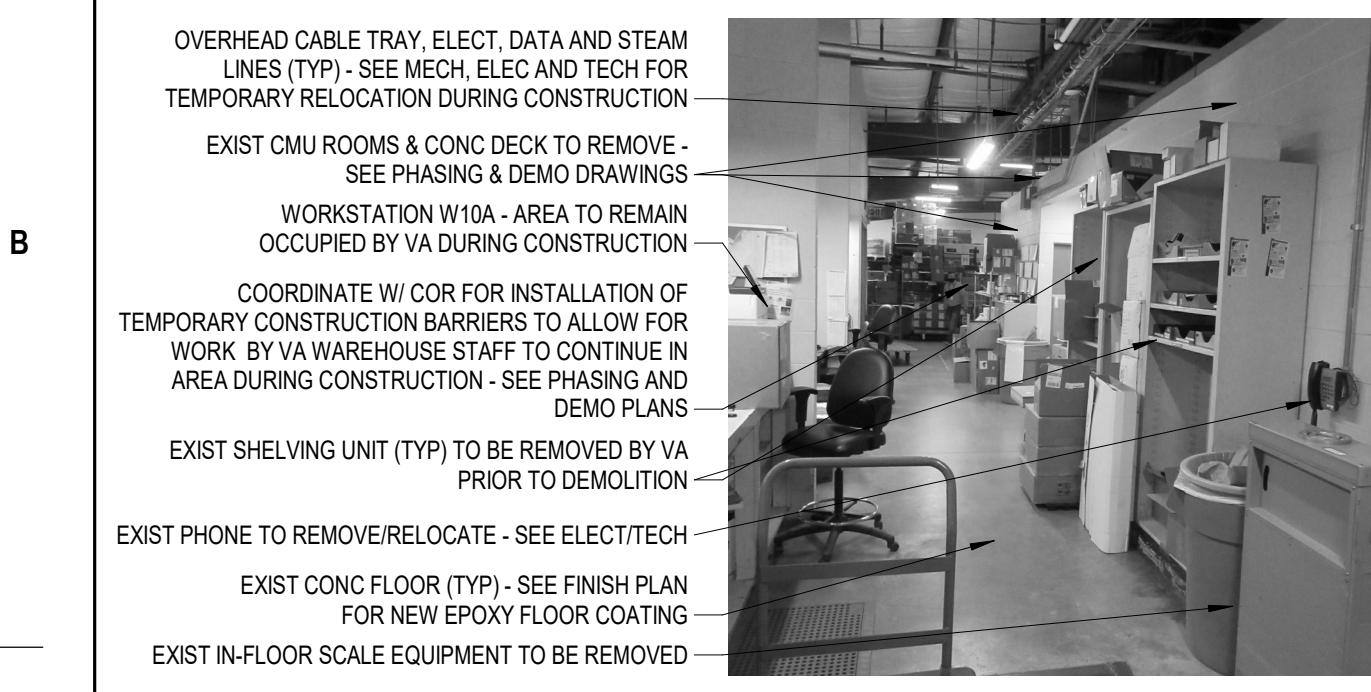 OVERHEAD CABLE TRAY, ELECT, DATA AND STEAM
LINES (TYP) - SEE MECH, ELEC AND TECH FOR
TEMPORARY RELOCATION DURING CONSTRUCTION
EXIST CMU ROOMS & CONC DECK TO REMOVE -
SEE PHASING & DEMO DRAWINGS
B
WORKSTATION W10A - AREA TO REMAIN
OCCUPIED BY VA DURING CONSTRUCTION
COORDINATE W/ COR FOR INSTALLATION OF
TEMPORARY CONSTRUCTION BARRIERS TO ALLOW FOR
WORK BY VA WAREHOUSE STAFF TO CONTINUE IN
AREA DURING CONSTRUCTION - SEE PHASING AND
DEMO PLANS
EXIST SHELVING UNIT (TYP) TO BE REMOVED BY VA
PRIOR TO DEMOLITION
EXIST PHONE TO REMOVE/RELOCATE - SEE ELECT/TECH
EXIST CONC FLOOR (TYP) - SEE FINISH PLAN
FOR NEW EPOXY FLOOR COATING
EXIST IN-FLOOR SCALE EQUIPMENT TO BE REMOVED